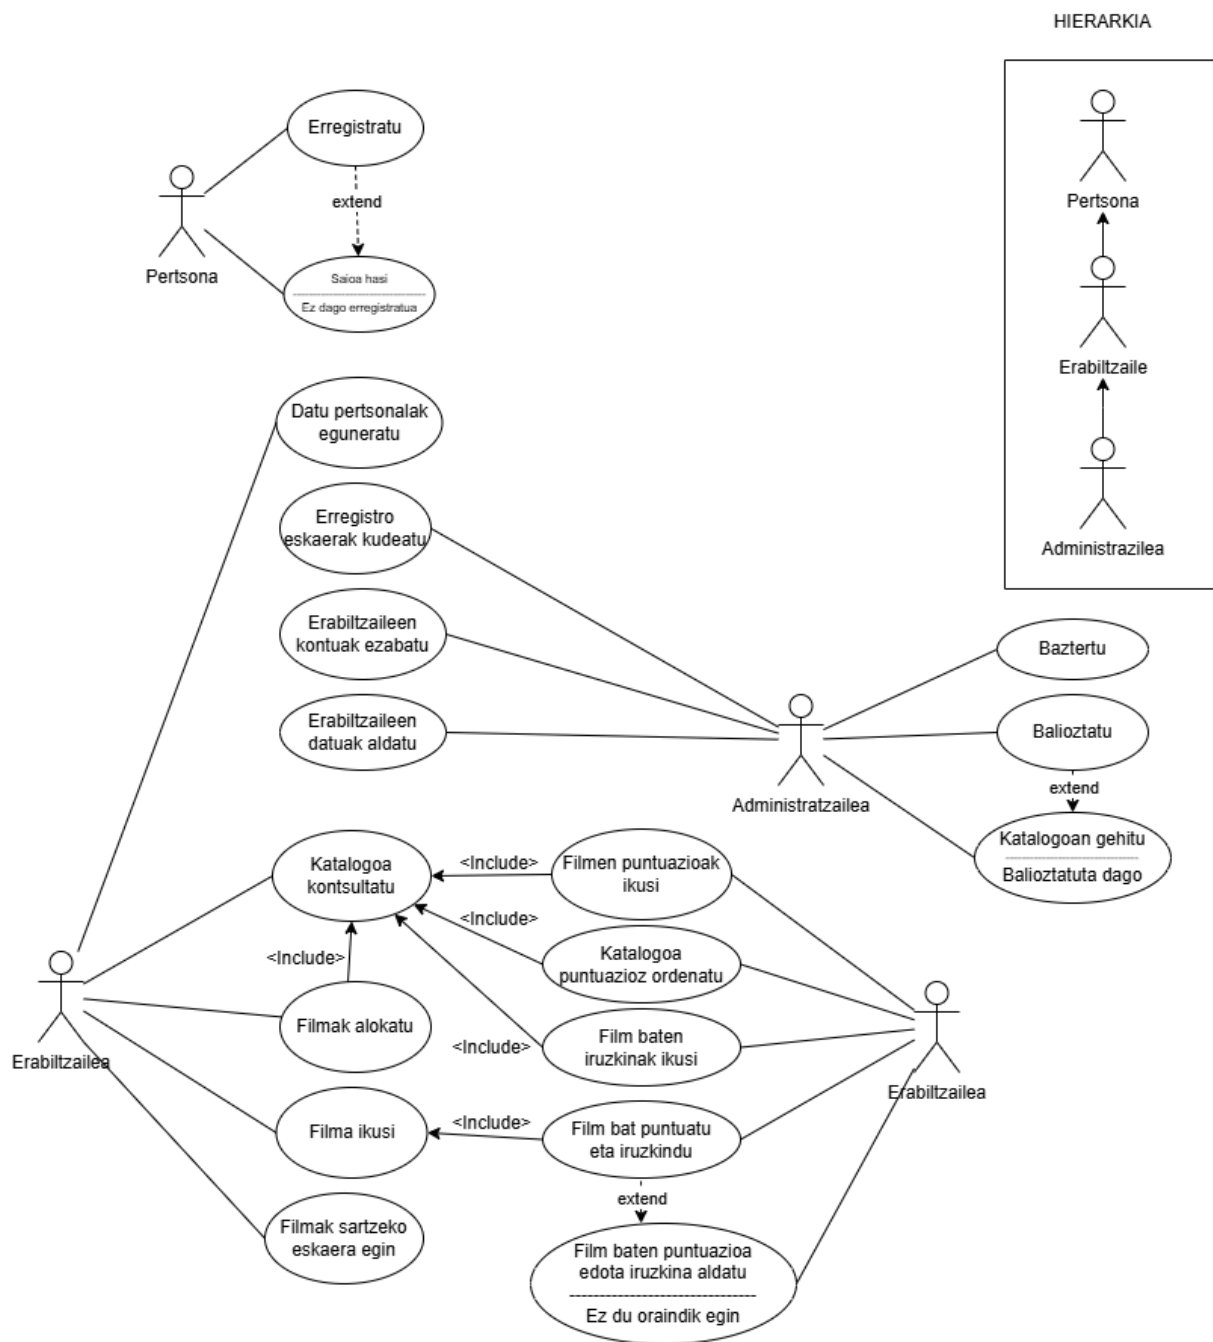 HIERARKIA
Erregistratu
extend
Pertsona
Saioa hasi
Ez dago erregistratua
Pertsona
Erabiltzaile
Administrazilea
Datu pertsonalak
eguneratu
Erregistro
eskaerak kudeatu
Erabiltzaileen
kontuak ezabatu
Erabiltzaileen
datuak aldatu
Administratzailea
Baztertu
Balioztatu
extend
Katalogoan gehitu
Balioztatuta dago
Katalogoa
kontsultatu
<Include>
Filmen puntuazioak
ikusi
<Include>
Katalogoa
puntuazioz ordenatu
<Include>
Filmak alokatu
<Include>
Film baten
iruzkinak ikusi
Erabiltzailea
Erabiltzailea
Filma ikusi
<Include>
Film bat puntuatu
eta iruzkindu
extend
Filmak sartzeko
eskaera egin
Film baten puntuazioa
edota iruzkina aldatu
Ez du oraindik egin